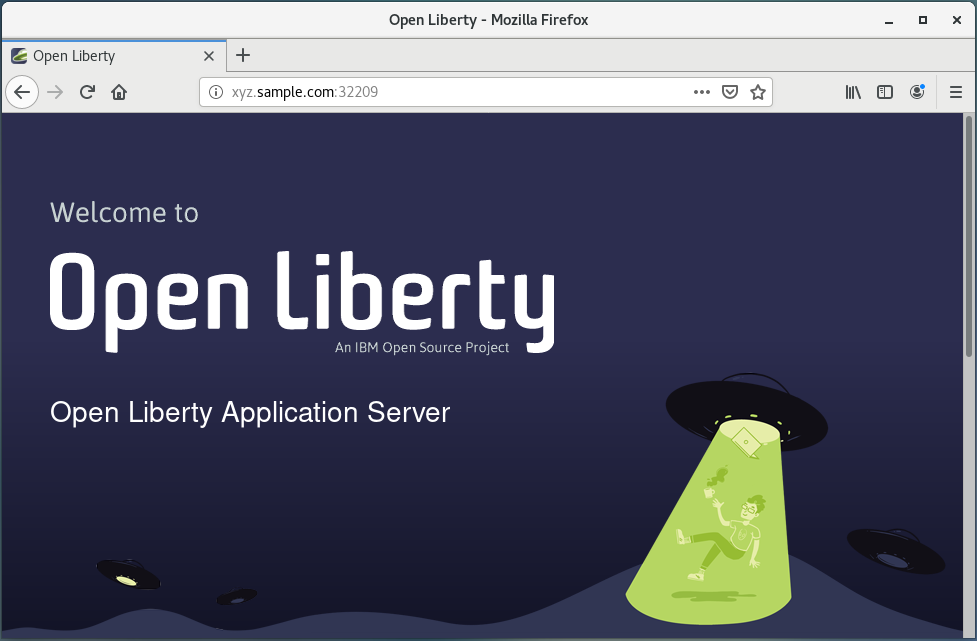 Open Liberty - Mozilla Firefox
Open Liberty
xyz.sample.com:32209
Welcome to
Open Liberty
An IBM Open Source Project
Open Liberty Application Server